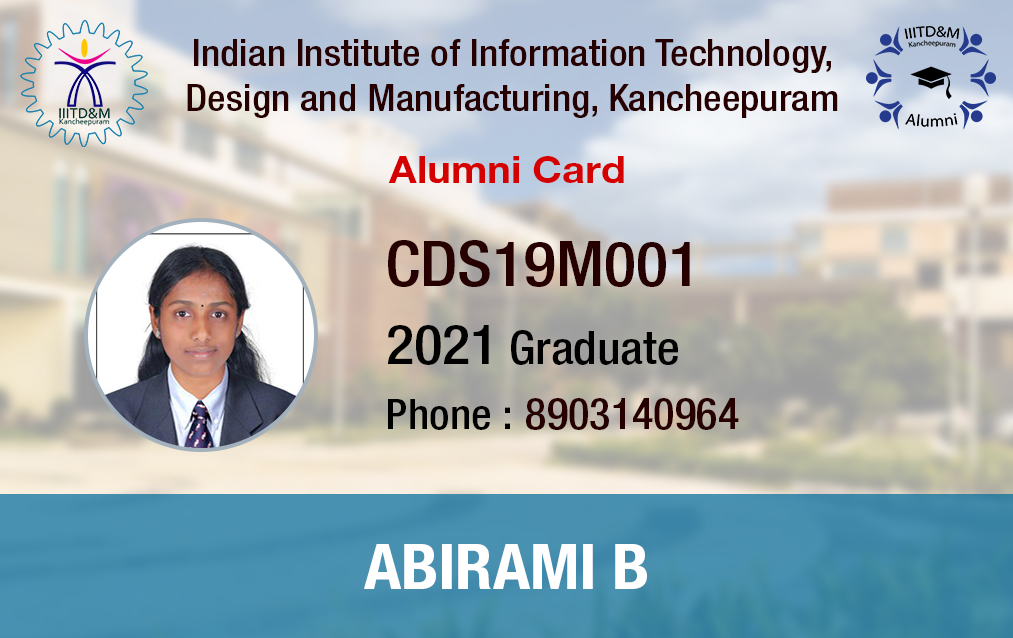 Indian Institute of Information Technology,
Design and Manufacturing, Kancheepuram
IIITD&M
Kancheepuram
IIITD&M
Kancheepuram
Alumni
Alumni Card
CDS19M001
2021 Graduate
Phone : 8903140964
ABIRAMI B